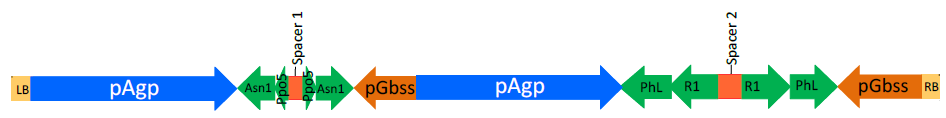 Spacer 1
Spacer 2
LB pAgp Asn1 Ppo5 Ppo5 Asn1 pGbss pAgp PhL R1 R1 PhL pGbss RB